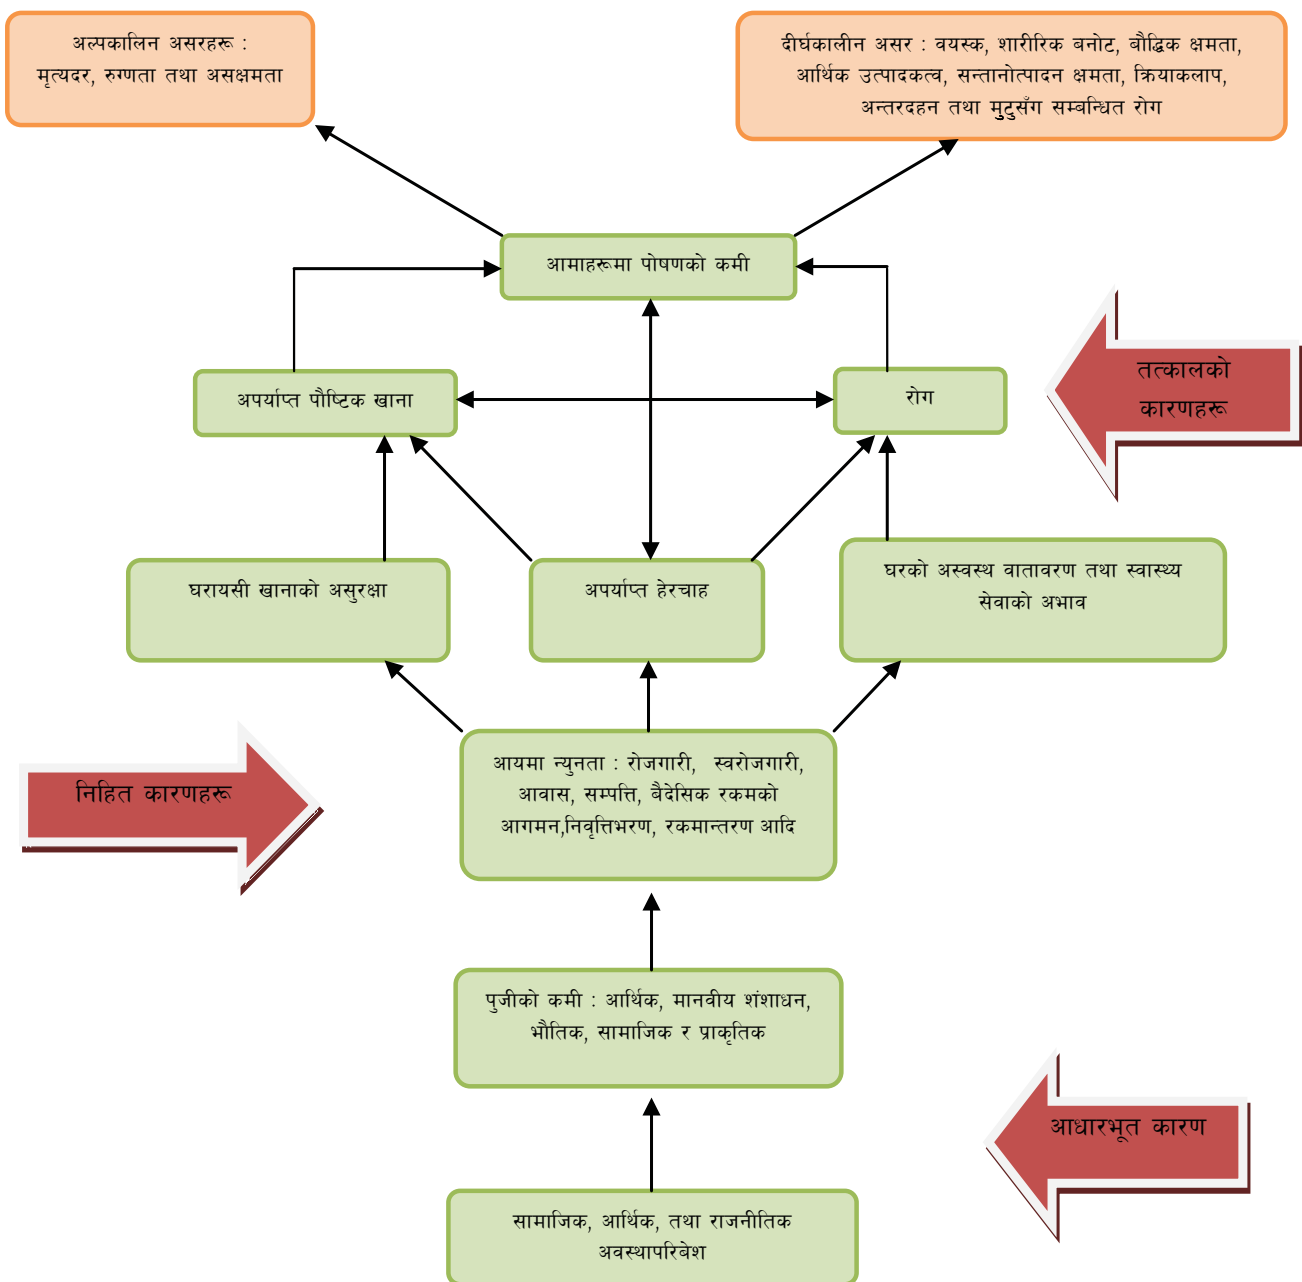 अल्पकालिन असरहरू :
मृत्यदर, रुग्णता तथा असक्षमता
दीर्घकालीन असर : वयस्क, शारीरिक बनोट, बौद्धिक क्षमता,
आर्थिक उत्पादकत्व, सन्तानोत्पादन क्षमता, क्रियाकलाप,
अन्तरदहन तथा मुटुसँग सम्बन्धित रोग
आमाहरूमा पोषणको कमी
अपर्याप्त पौष्टिक खाना
रोग
तत्कालको
कारणहरू
घरायसी खानाको असुरक्षा
अपर्याप्त हेरचाह
घरको अस्वस्थ वातावरण तथा स्वास्थ्य
सेवाको अभाव
निहित कारणहरू
आयमा न्युनता : रोजगारी, स्वरोजगारी,
आवास, सम्पत्ति, बैदेसिक रकमको
आगमन,निवृत्तिभरण, रकमान्तरण आदि
पुजीको कमी : आर्थिक, मानवीय शंशाधन,
भौतिक, सामाजिक र प्राकृतिक
आधारभूत कारण
सामाजिक, आर्थिक, तथा राजनीतिक
अवस्थापरिबेश